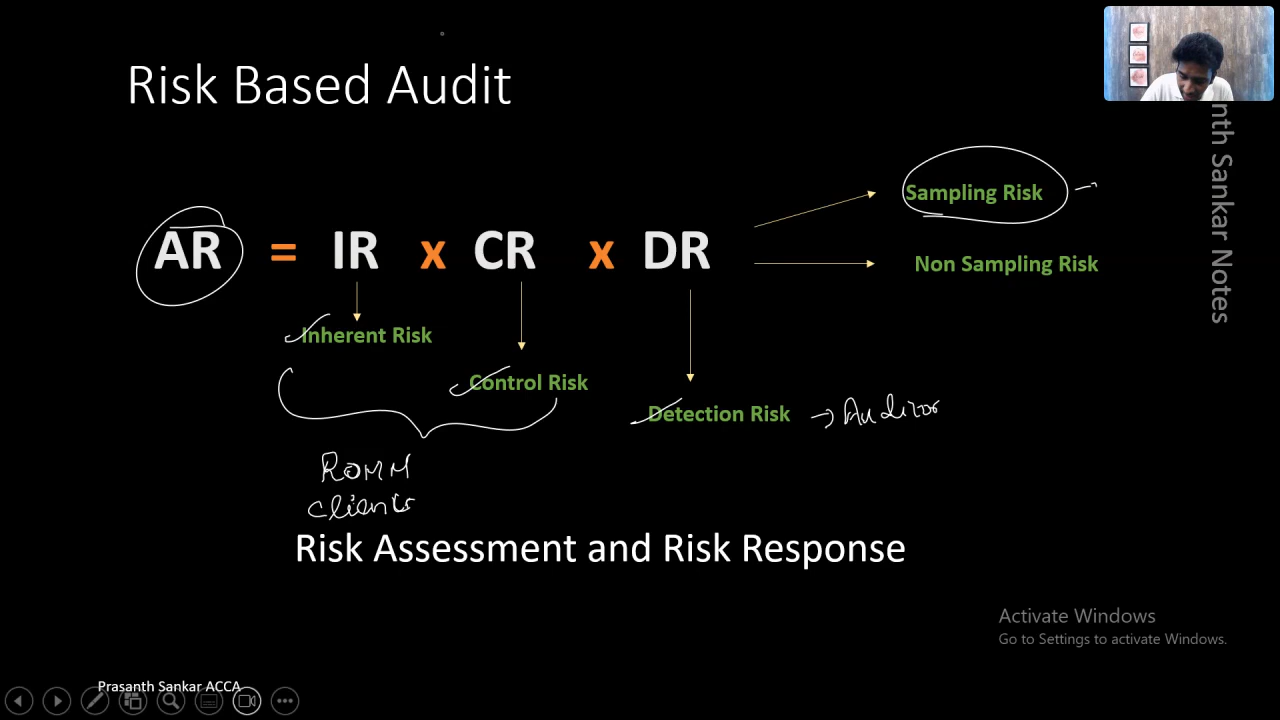 Risk Based Audit
Sampling Risk
AR = IR x CR x DR
Non Sampling Risk
Inherent Risk
Control Risk
Detection Risk → Auditor
ROMM
Client
Risk Assessment and Risk Response
nth Sankar Notes
Activate Windows
Go to Settings to activate Windows.
Prasanth Sankar ACCA